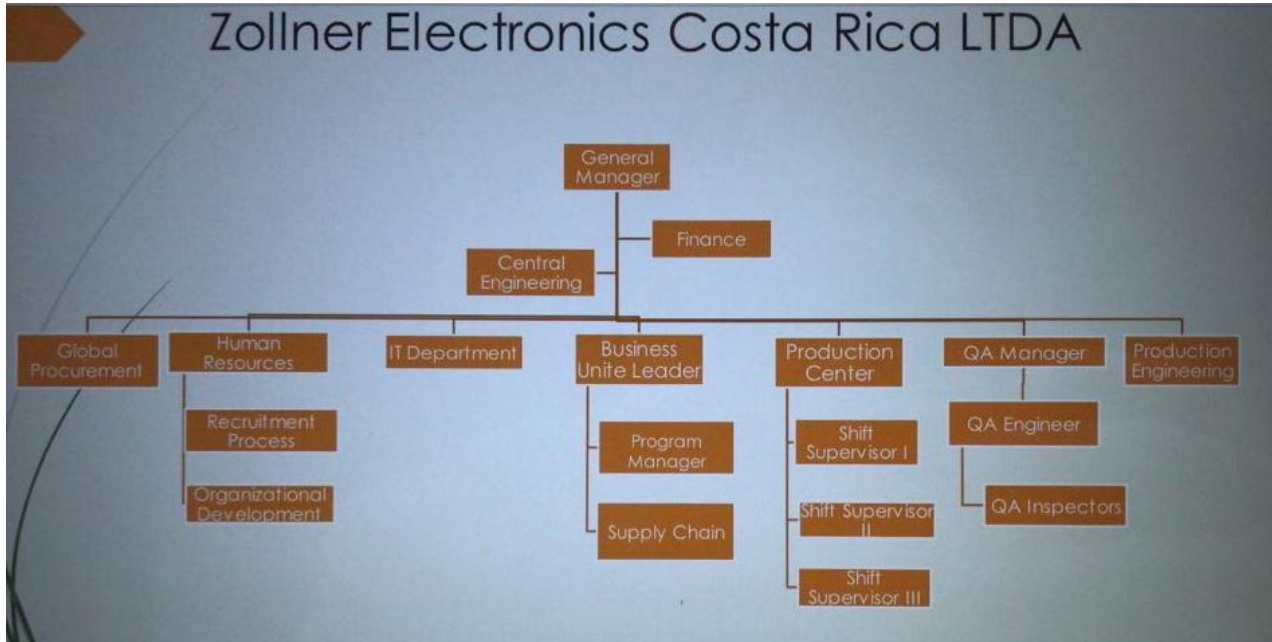 Zollner Electronics Costa Rica LTDA
General
Manager
Finance
Central
Engineering
Global
Procurement
Human
Resources
IT Department
Business
Unite Leader
Production
Center
QA Manager
Production
Engineering
Recruitment
Process
Organizational
Development
Program
Manager
Supply Chain
Shift
Supervisor I
Shift Supervisor
II
Shift
Supervisor III
QA Engineer
QA Inspectors